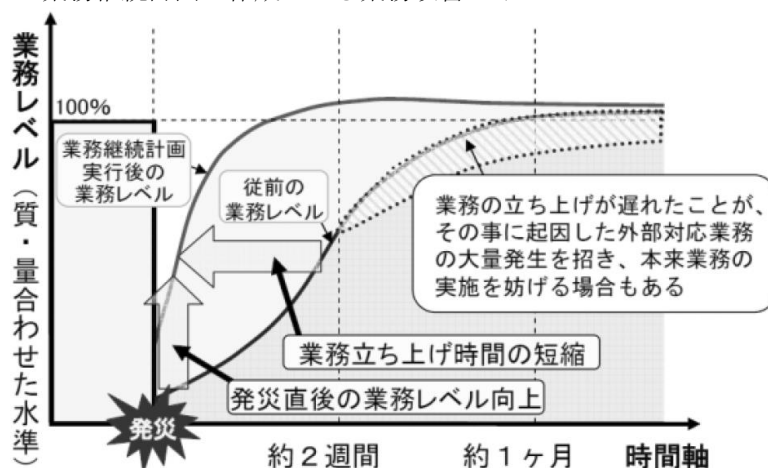 業務レベル（質・量合わせた水準）
100%
業務継続計画
実行後の
業務レベル
従前の
業務レベル
業務の立ち上げが遅れたことが、
その事に起因した外部対応業務
の大量発生を招き、本来業務の
実施を妨げる場合もある
業務立ち上げ時間の短縮
発災直後の業務レベル向上
発災
約２週間
約１ヶ月
時間軸